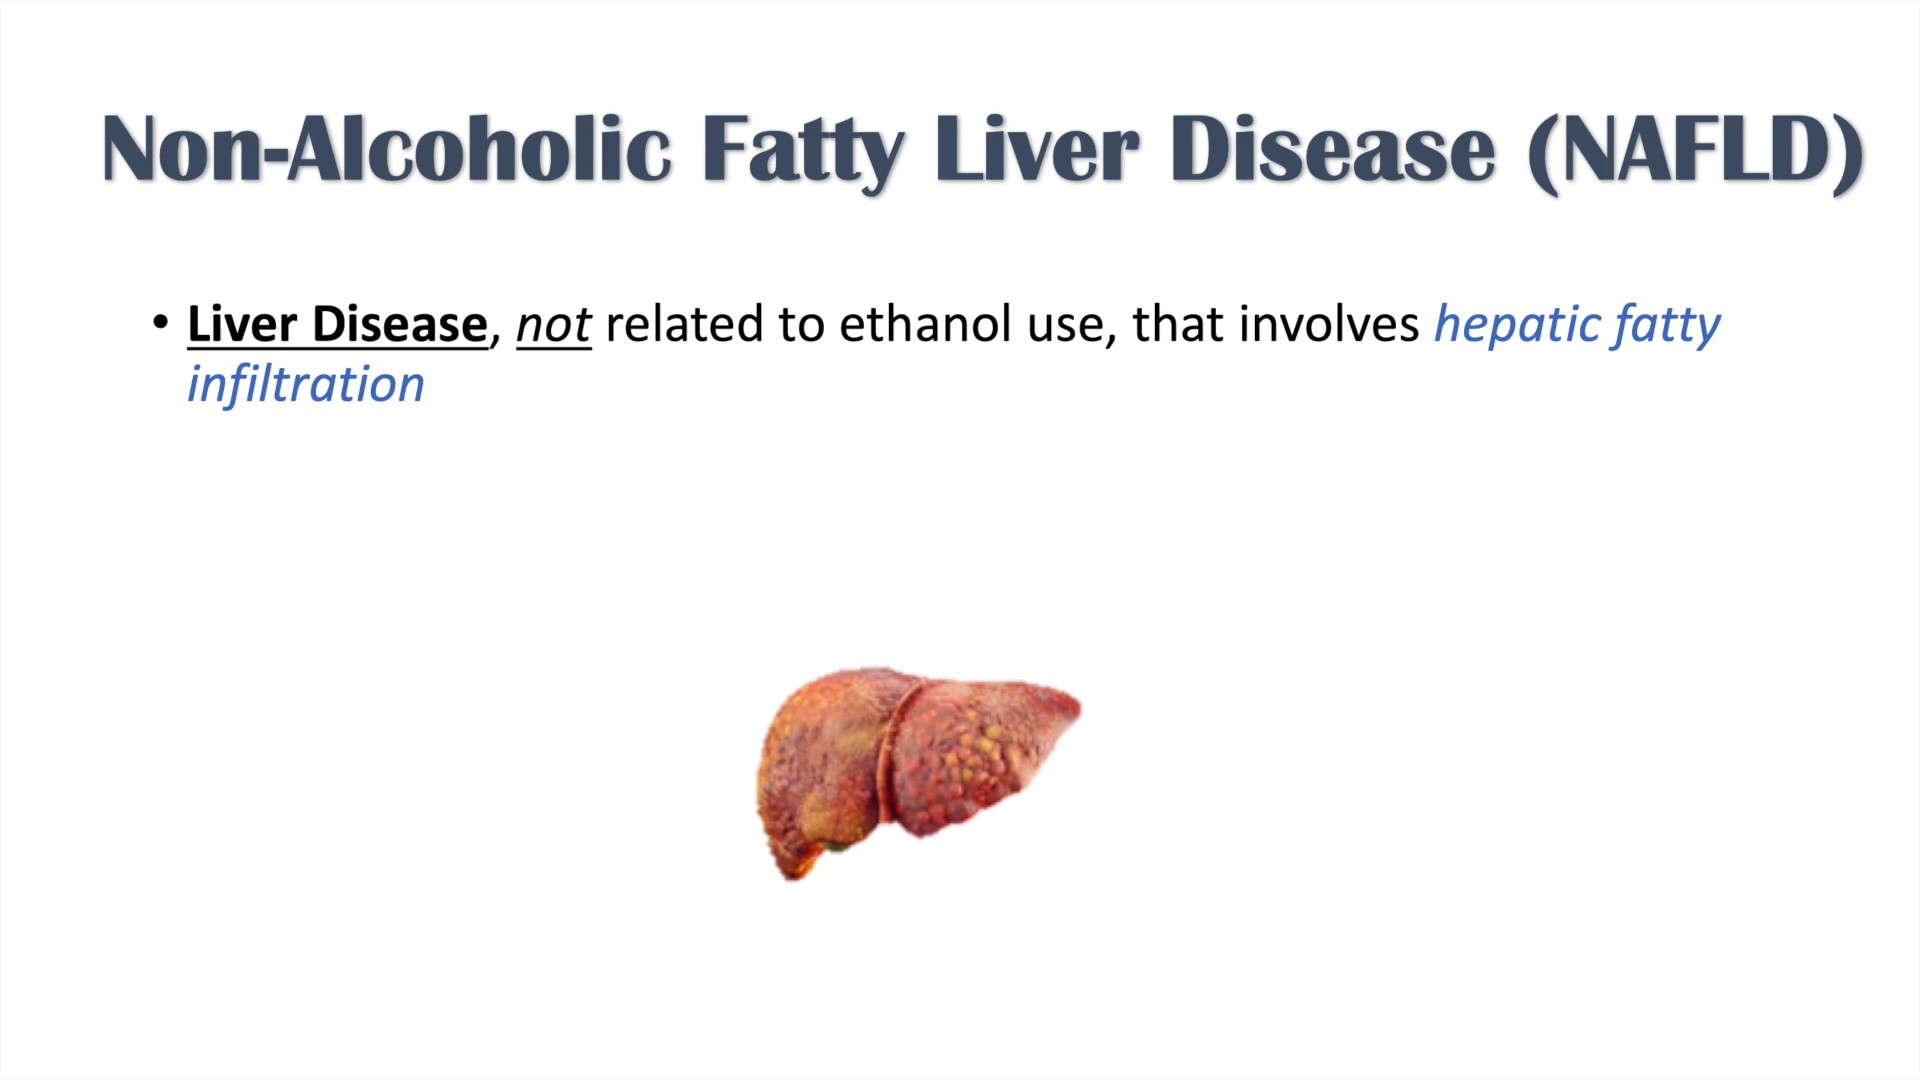 Non-Alcoholic Fatty Liver Disease (NAFLD)
• Liver Disease, not related to ethanol use, that involves hepatic fatty
infiltration